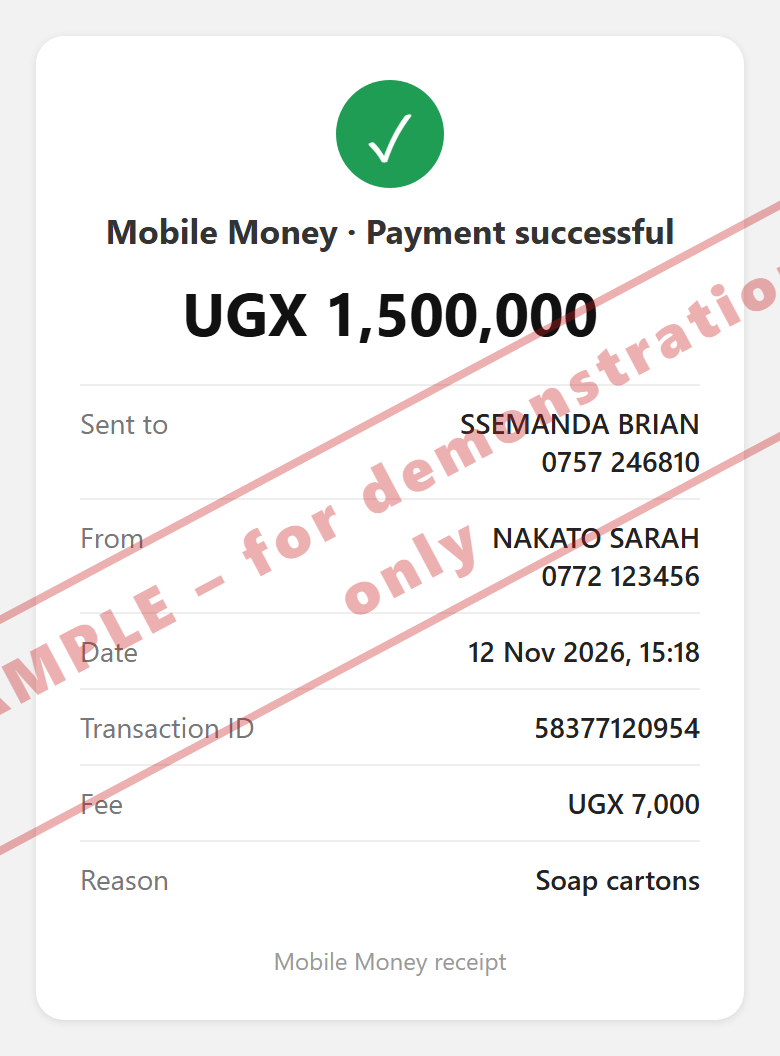 Mobile Money · Payment successful
UGX 1,500,000
Sent to
SSEMANDA BRIAN
0757 246810
From
NAKATO SARAH
0772 123456
Date
12 Nov 2026, 15:18
Transaction ID
58377120954
Fee
UGX 7,000
Reason
Soap cartons
Mobile Money receipt
AMPLE – for demonstratio
only